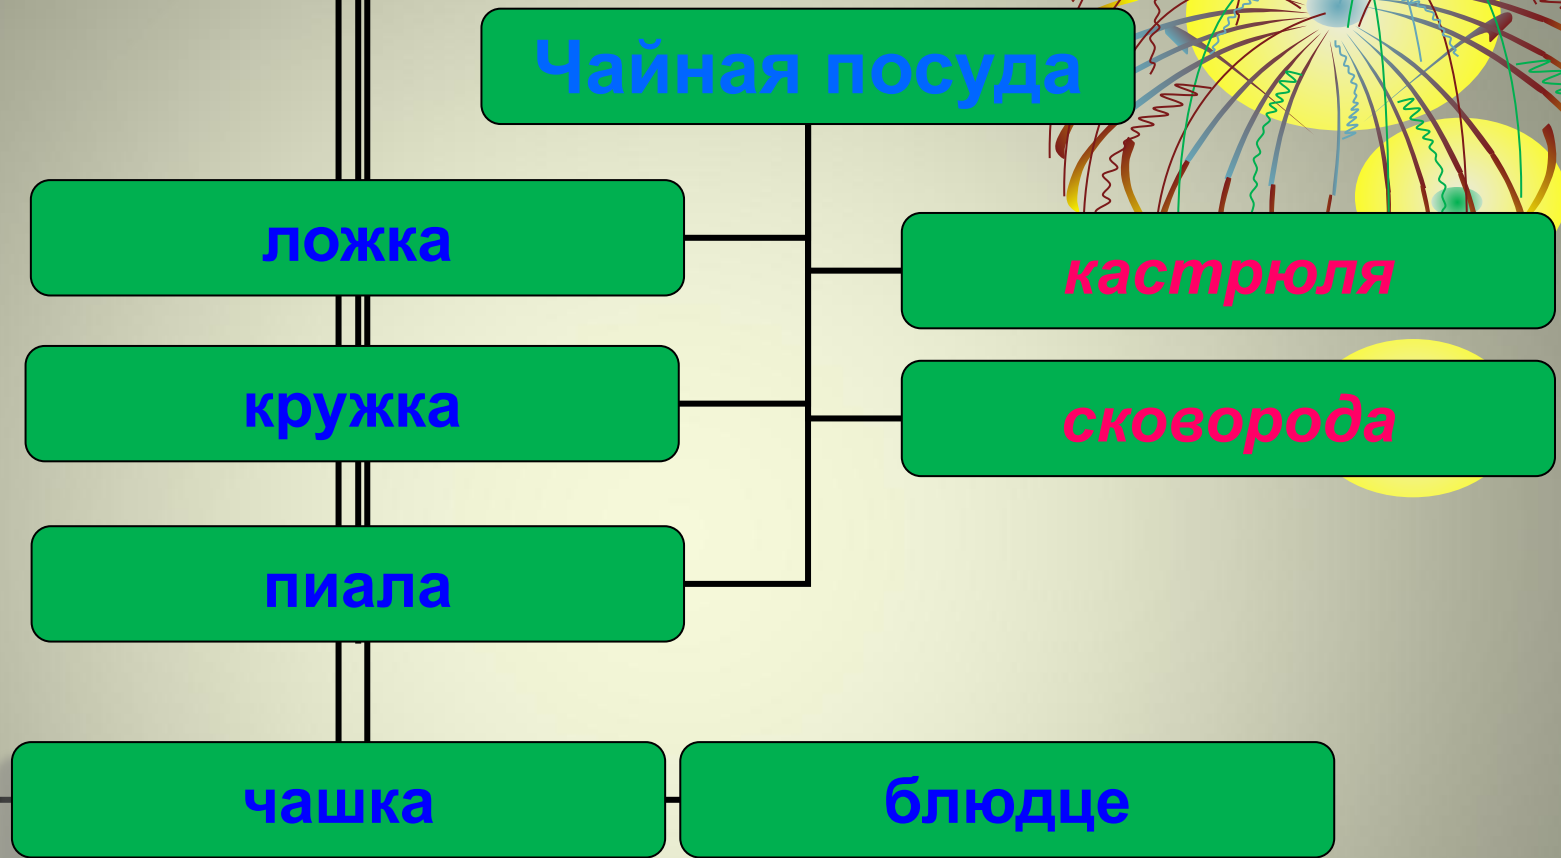 Чайная посуда
ложка
кастрюля
кружка
сковорода
пиала
чашка
блюдце